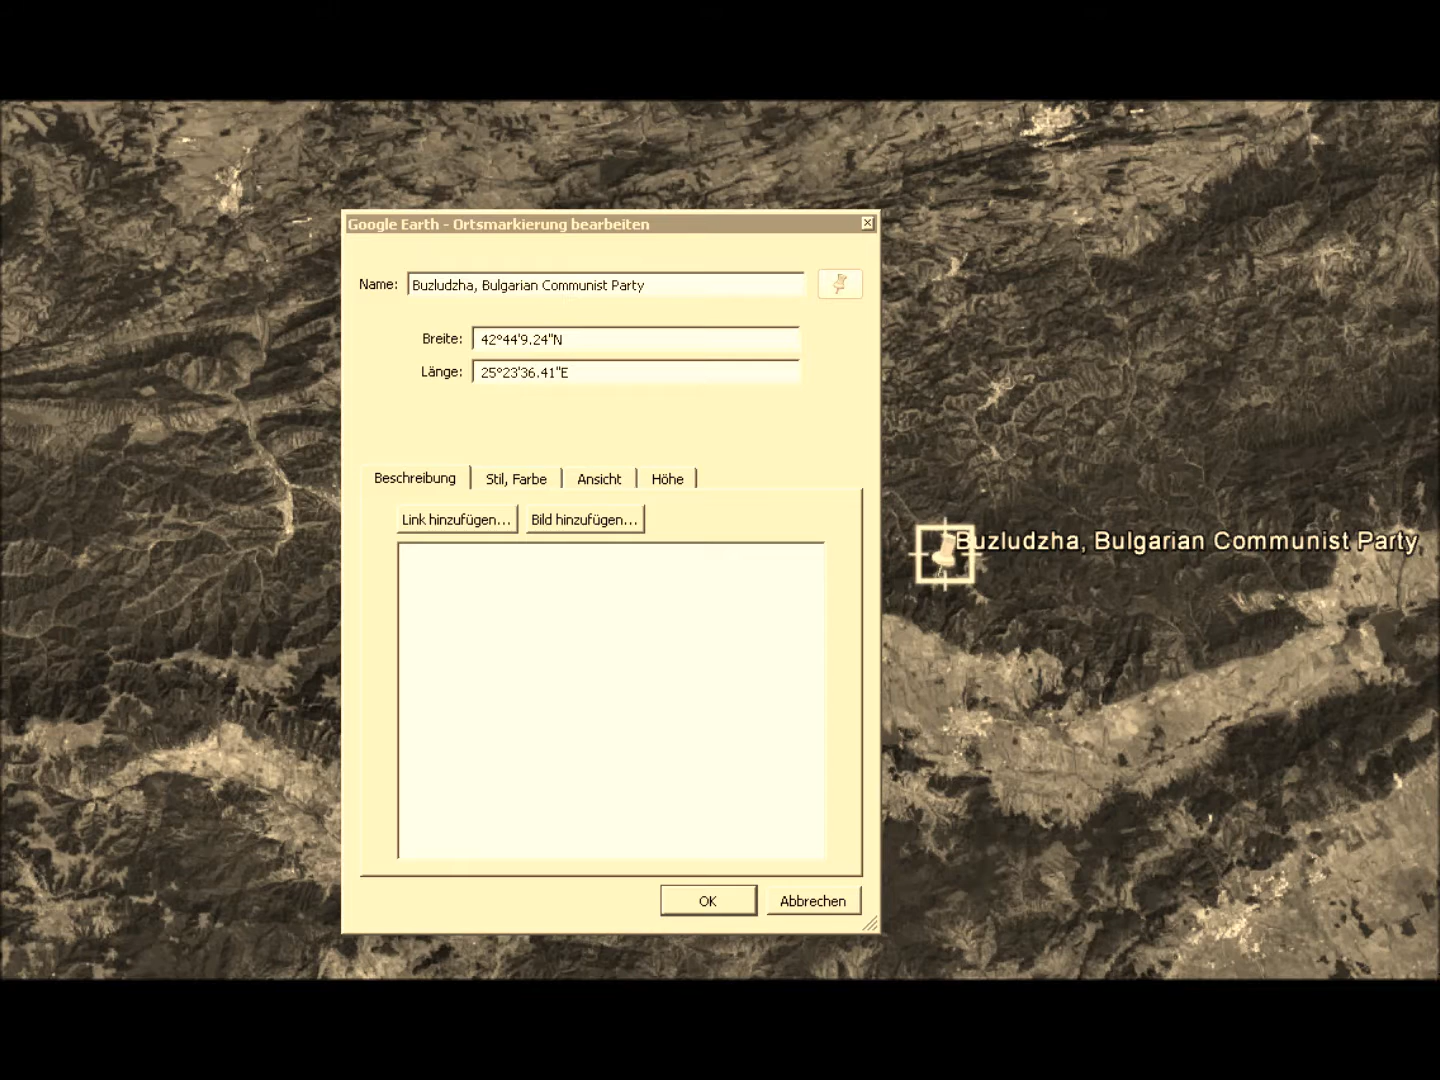 Google Earth - Ortsmarkierung bearbeiten
Name: Buzludzha, Bulgarian Communist Party
Breite: 42°44'9.24"N
Länge: 25°23'36.41"E
Beschreibung Stil, Farbe Ansicht Höhe
Link hinzufügen... Bild hinzufügen...
Buzludzha, Bulgarian Communist Party,
OK Abbrechen